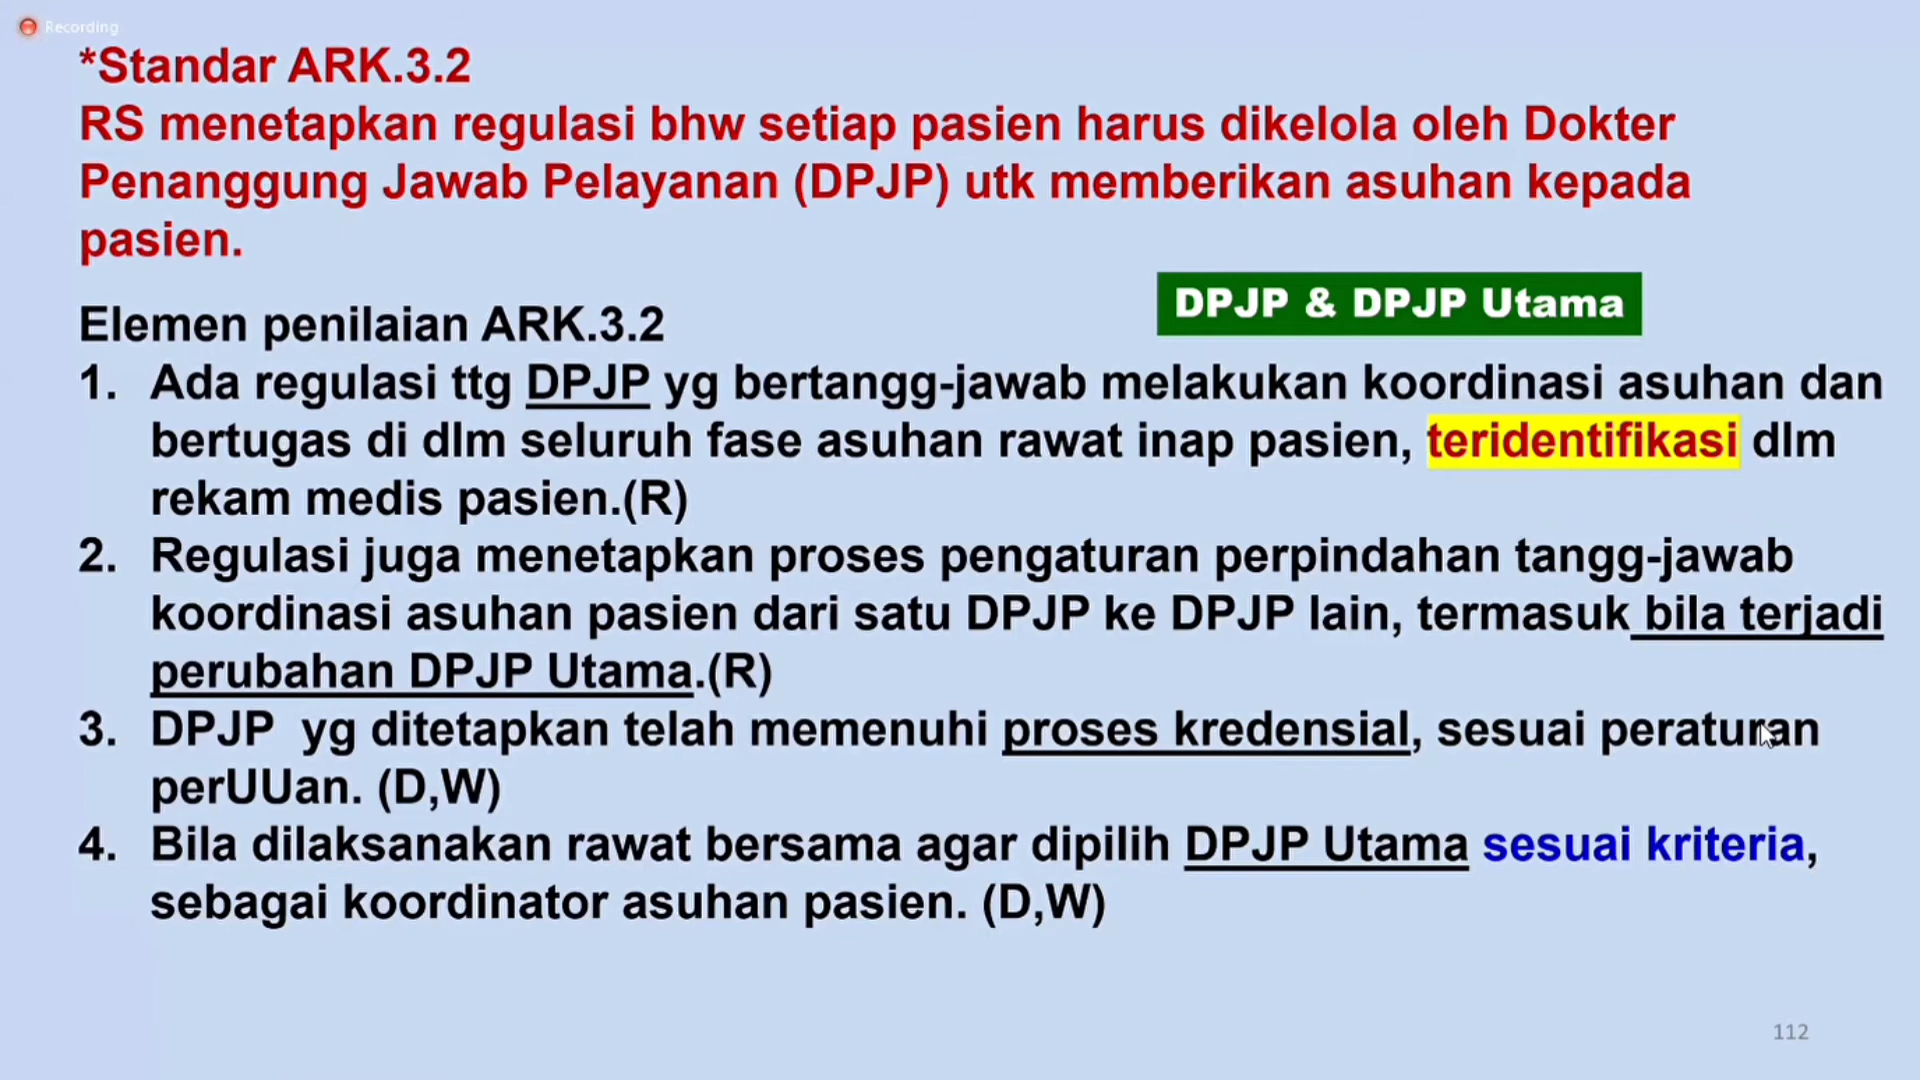 Recording
*Standar ARK.3.2
RS menetapkan regulasi bhw setiap pasien harus dikelola oleh Dokter
Penanggung Jawab Pelayanan (DPJP) utk memberikan asuhan kepada
pasien.
DPJP & DPJP Utama
Elemen penilaian ARK.3.2
1. Ada regulasi ttg DPJP yg bertangg-jawab melakukan koordinasi asuhan dan
bertugas di dlm seluruh fase asuhan rawat inap pasien, teridentifikasi dlm
rekam medis pasien.(R)
2. Regulasi juga menetapkan proses pengaturan perpindahan tangg-jawab
koordinasi asuhan pasien dari satu DPJP ke DPJP lain, termasuk bila terjadi
perubahan DPJP Utama.(R)
3. DPJP yg ditetapkan telah memenuhi proses kredensial, sesuai peraturan
perUUan. (D,W)
4. Bila dilaksanakan rawat bersama agar dipilih DPJP Utama sesuai kriteria,
sebagai koordinator asuhan pasien. (D,W)
112